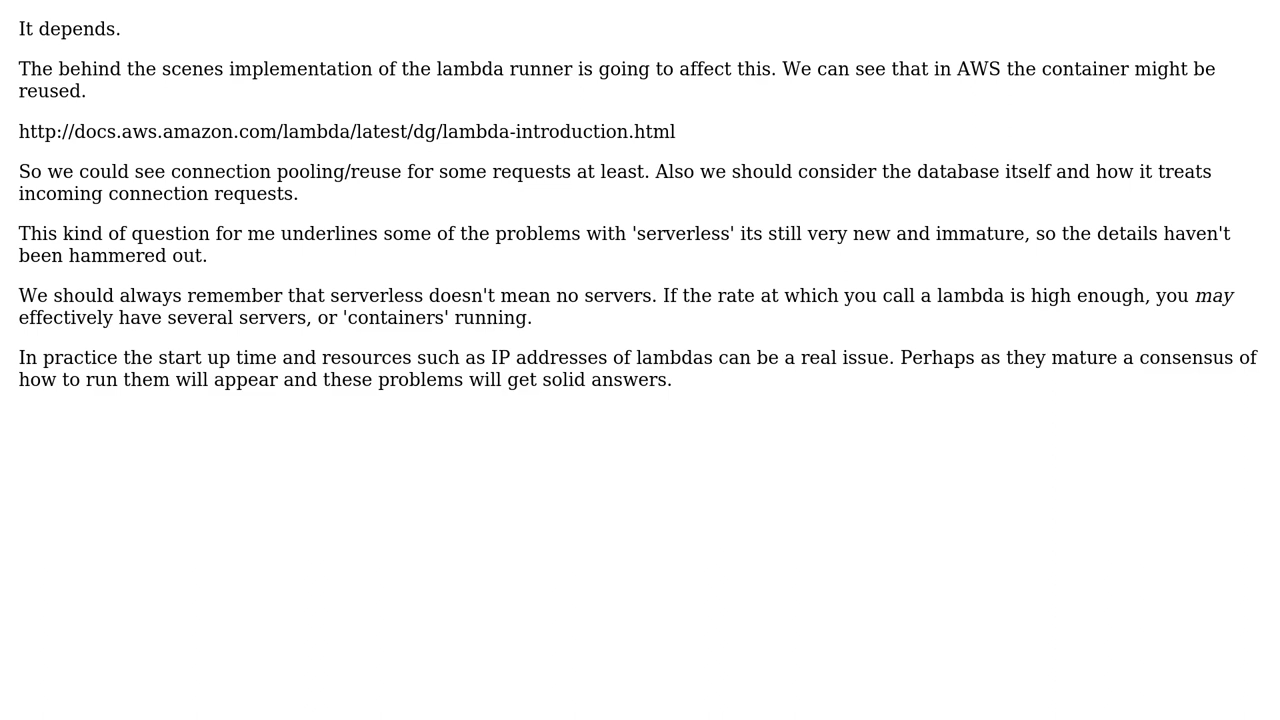 It depends.
The behind the scenes implementation of the lambda runner is going to affect this. We can see that in AWS the container might be
reused.
http://docs.aws.amazon.com/lambda/latest/dg/lambda-introduction.html
So we could see connection pooling/reuse for some requests at least. Also we should consider the database itself and how it treats
incoming connection requests.
This kind of question for me underlines some of the problems with 'serverless' its still very new and immature, so the details haven't
been hammered out.
We should always remember that serverless doesn't mean no servers. If the rate at which you call a lambda is high enough, you may
effectively have several servers, or 'containers' running.
In practice the start up time and resources such as IP addresses of lambdas can be a real issue. Perhaps as they mature a consensus of
how to run them will appear and these problems will get solid answers.